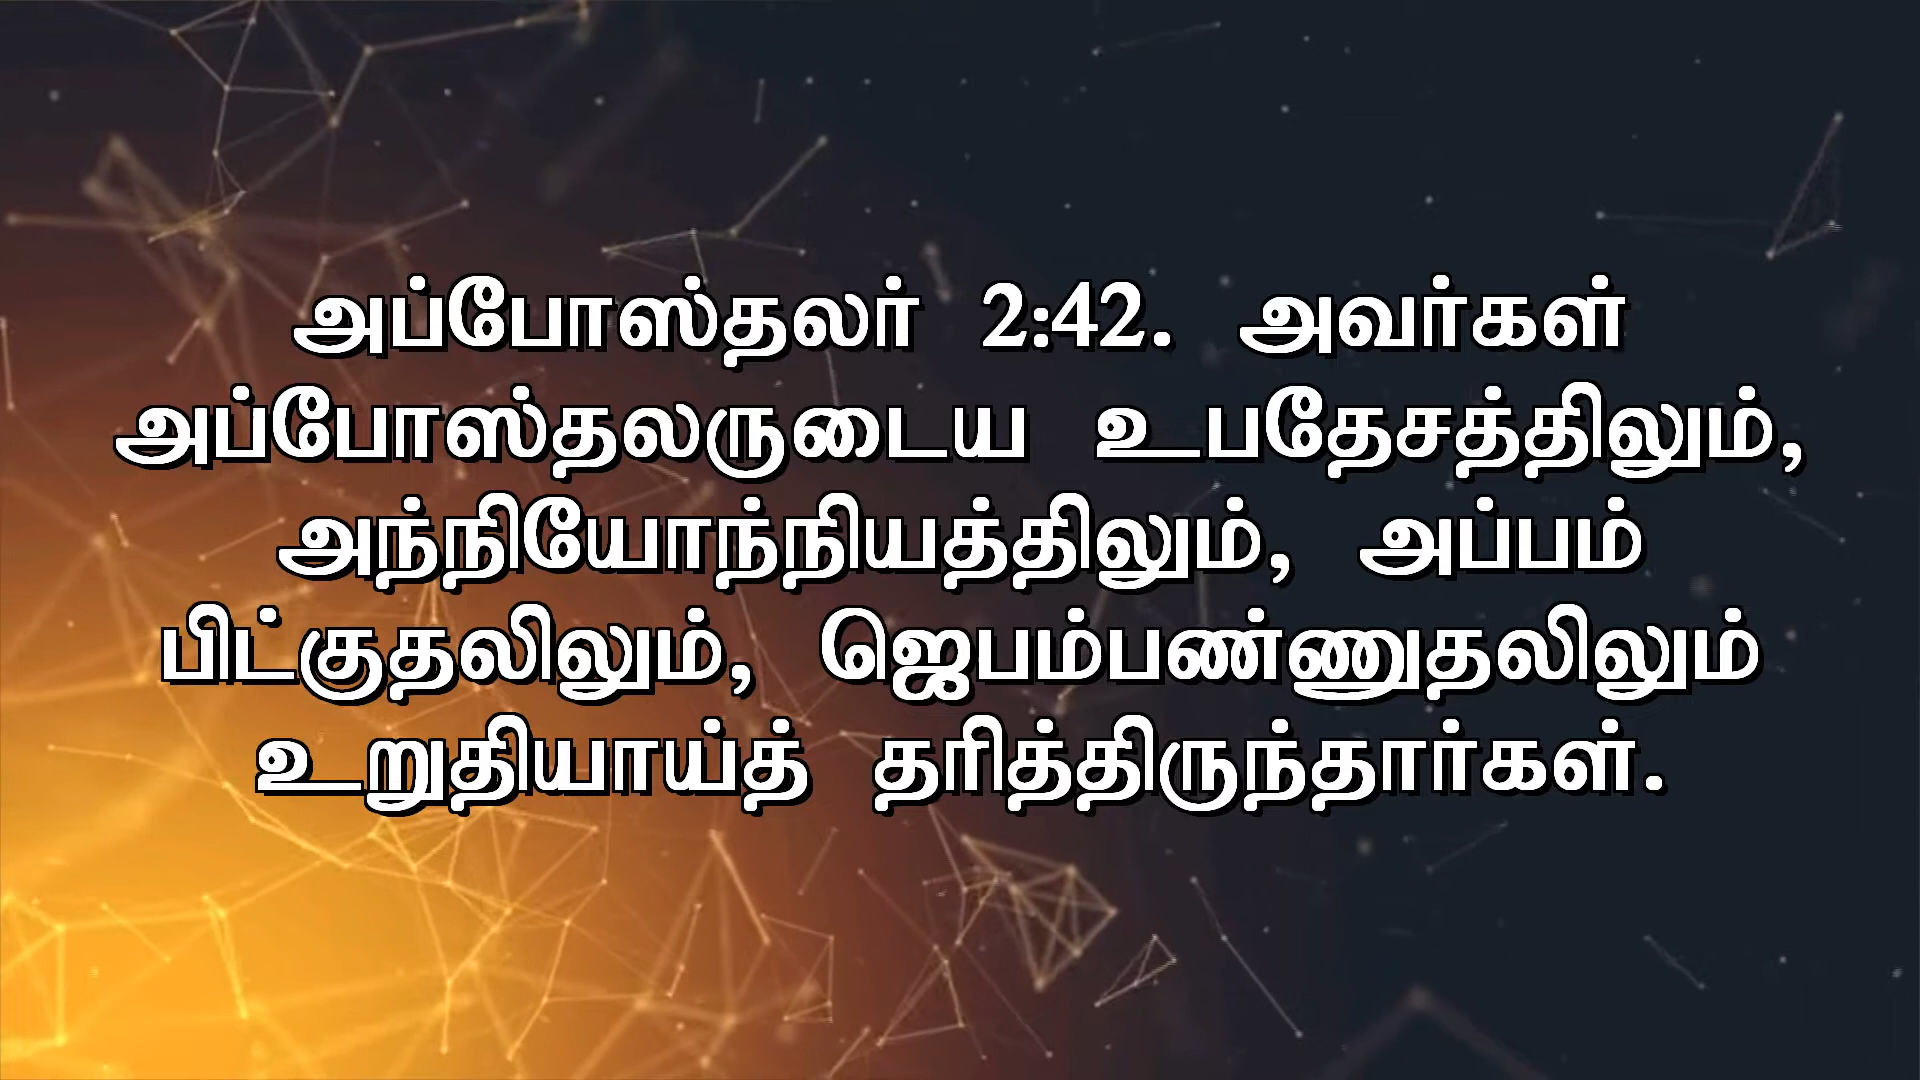 அப்போஸ்தலர் 2:42. அவர்கள்
அப்போஸ்தலருடைய உபதேசத்திலும்,
அந்நியோந்நியத்திலும், அப்பம்
பிட்குதலிலும், ஜெபம்பண்ணுதலிலும்
உறுதியாய்த் தரித்திருந்தார்கள்.